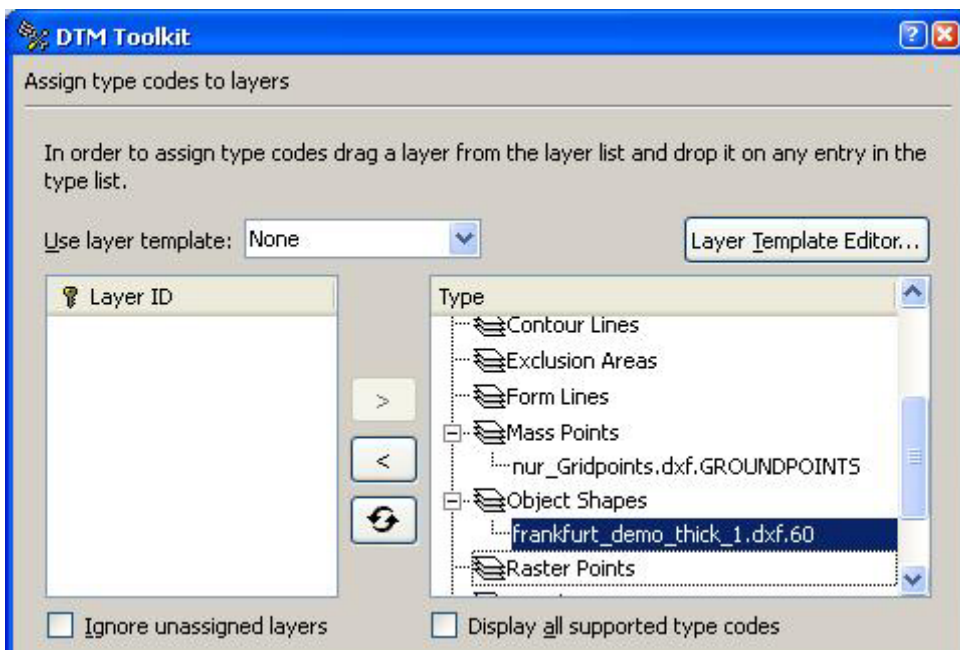 DTM Toolkit
Assign type codes to layers
In order to assign type codes drag a layer from the layer list and drop it on any entry in the
type list.
Use layer template: None Layer Template Editor...
Layer ID
Type
Contour Lines
Exclusion Areas
Form Lines
Mass Points
nur_Gridpoints.dxf.GROUNDPOINTS
Object Shapes
frankfurt_demo_thick_1.dxf.60
Raster Points
>
<
Ignore unassigned layers
Display all supported type codes